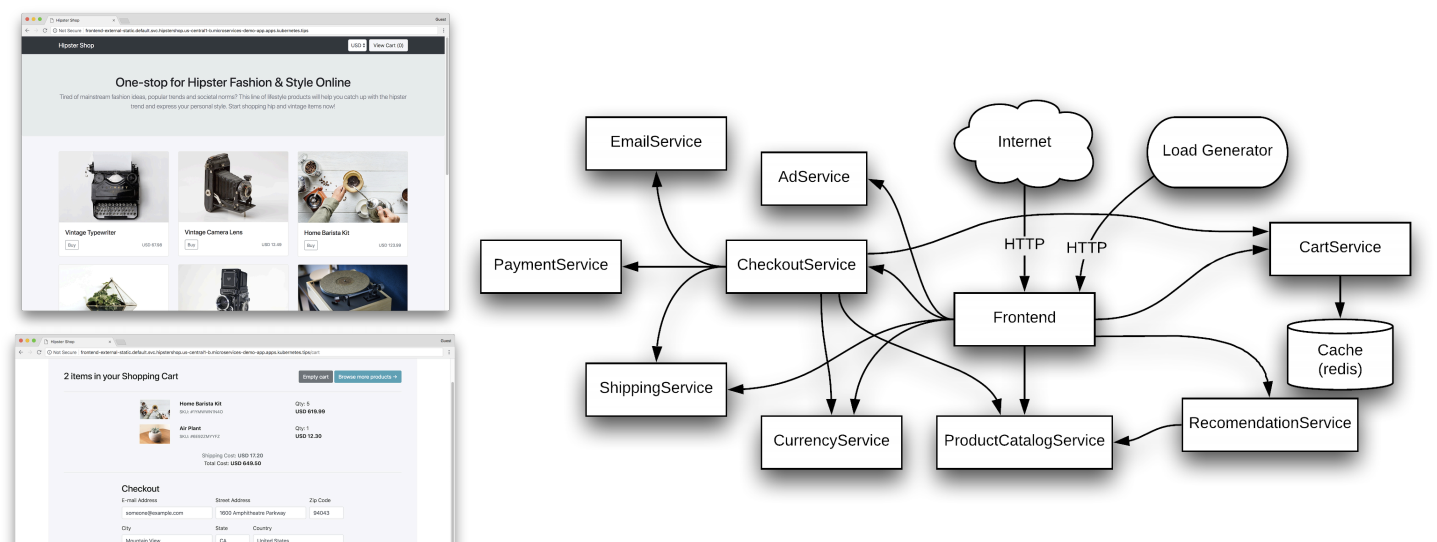 Hipster Shop
Guest
Not Secure | frontend-external-static.default.svc.hipstershop.us-central1-b.microservices-demo-app.apps.kubernetes.tips
Hipster Shop
USD
View Cart (0)
One-stop for Hipster Fashion & Style Online
Tired of mainstream fashion ideas, popular trends and societal norms? This line of lifestyle products will help you catch up with the hipster
trend and express your personal style. Start shopping hip and vintage items now!
Vintage Typewriter
Buy
USD 67.98
Vintage Camera Lens
Buy
USD 12.48
Home Barista Kit
Buy
USD 123.99
Hipster Shop
Guest
Not Secure | frontend-external-static.default.svc.hipstershop.us-central1-b.microservices-demo-app.apps.kubernetes.tips/cart
2 items in your Shopping Cart
Empty cart
Browse more products →
Home Barista Kit
Qty: 5
USD 619.99
Air Plant
Qty: 1
USD 12.30
Shipping Cost: USD 17.20
Total Cost: USD 649.50
Checkout
E-mail Address
Street Address
Zip Code
someone@example.com
1600 Amphitheatre Parkway
94043
City
State
Country
Mountain View
CA
United States
EmailService
AdService
Internet
Load Generator
HTTP
HTTP
PaymentService
CheckoutService
CartService
Frontend
Cache
(redis)
ShippingService
CurrencyService
ProductCatalogService
RecomendationService